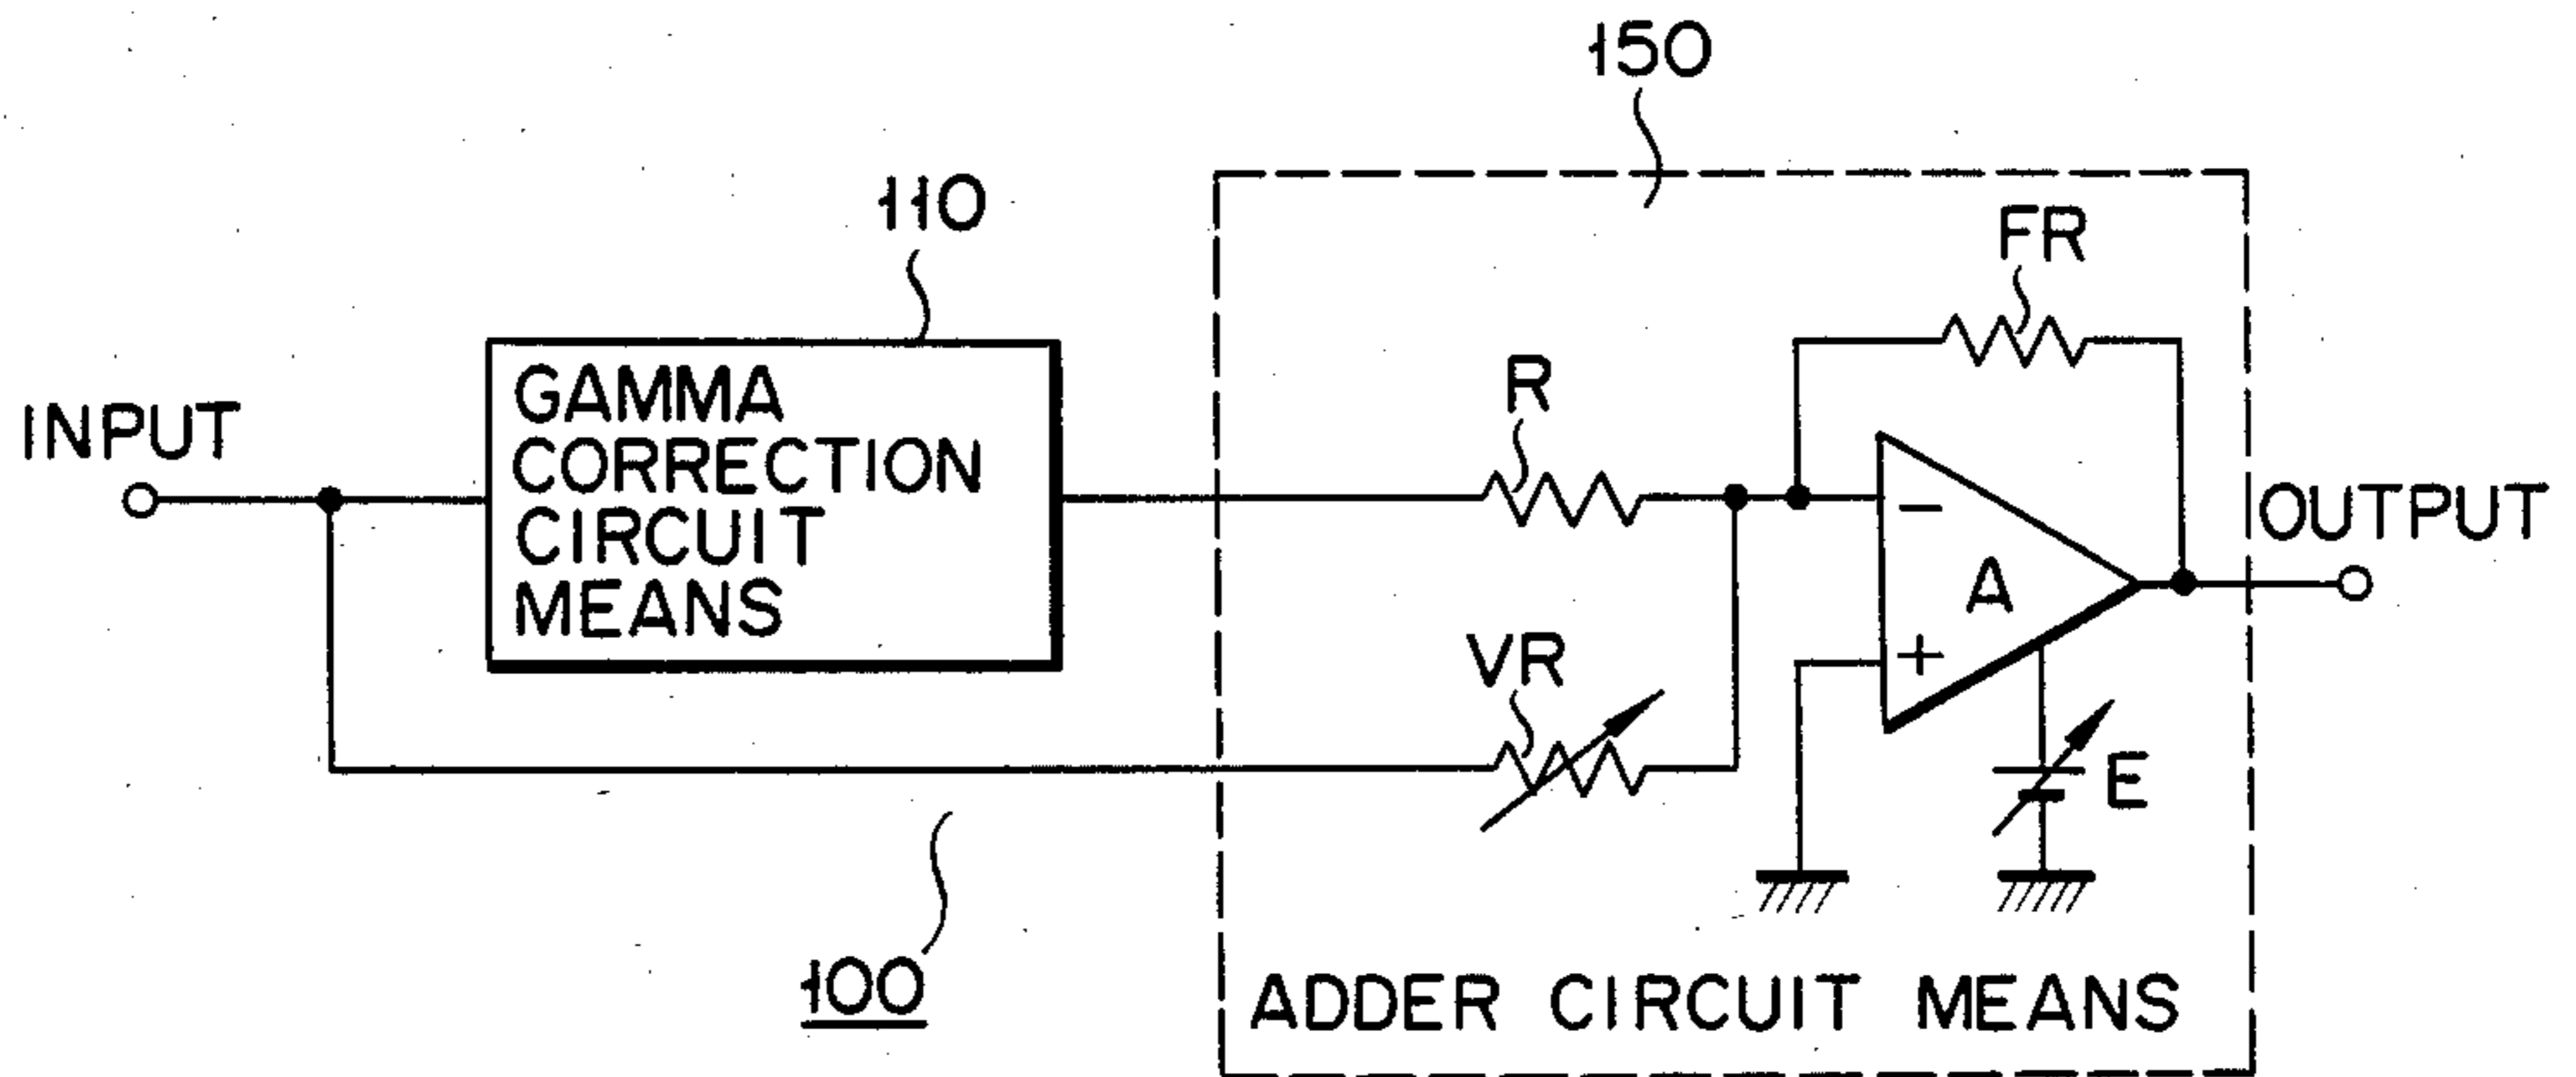 150
110
FR
GAMMA
CORRECTION
CIRCUIT
MEANS
INPUT
R
−
OUTPUT
A
VR
+
E
100
ADDER CIRCUIT MEANS